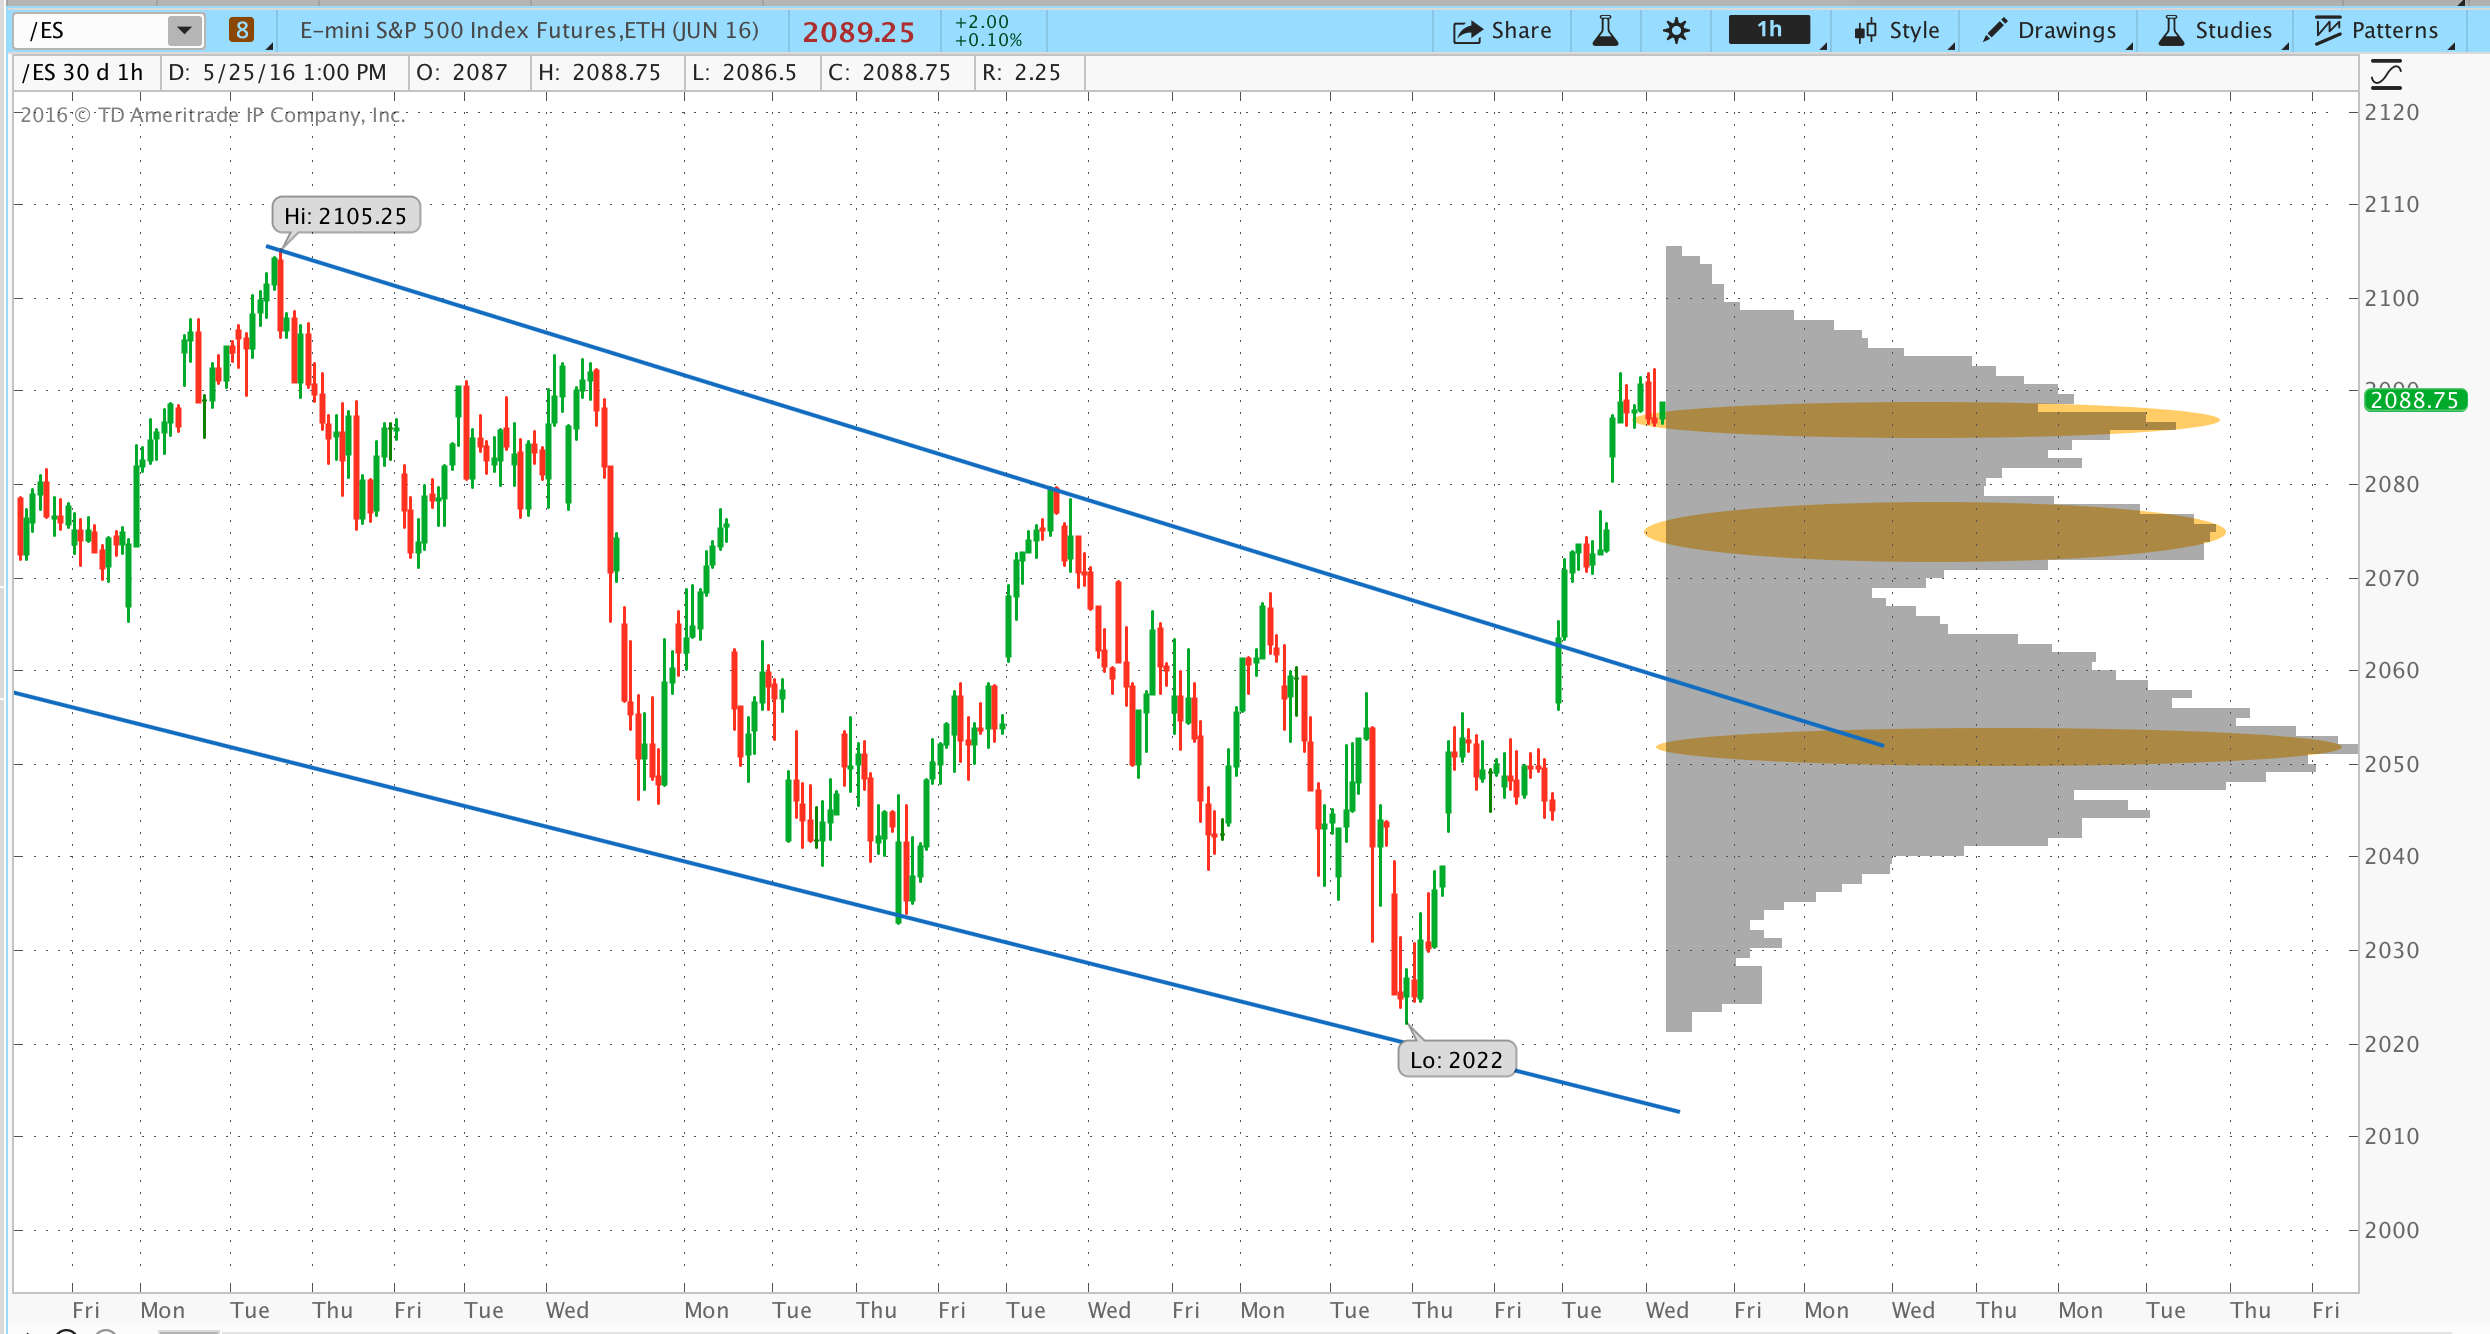 /ES 8 E-mini S&P 500 Index Futures,ETH (JUN 16) 2089.25 +2.00 +0.10% Share 1h Style Drawings Studies Patterns
/ES 30 d 1h D: 5/25/16 1:00 PM O: 2087 H: 2088.75 L: 2086.5 C: 2088.75 R: 2.25
2016 © TD Ameritrade IP Company, Inc.
2120
2110
Hi: 2105.25
2100
2090
2088.75
2080
2070
2060
2050
2040
2030
2020
Lo: 2022
2010
2000
Fri Mon Tue Thu Fri Tue Wed Mon Tue Thu Fri Tue Wed Fri Mon Tue Thu Fri Tue Wed Fri Mon Wed Thu Mon Tue Thu Fri